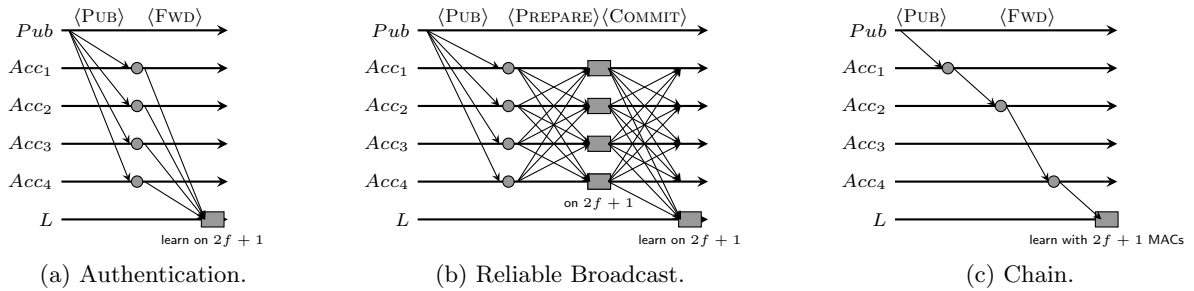 ⟨PUB⟩ ⟨FWD⟩
Pub
Acc1
Acc2
Acc3
Acc4
L
learn on 2f + 1
(a) Authentication.
⟨PUB⟩ ⟨PREPARE⟩⟨COMMIT⟩
Pub
Acc1
Acc2
Acc3
Acc4
on 2f + 1
L
learn on 2f + 1
(b) Reliable Broadcast.
⟨PUB⟩ ⟨FWD⟩
Pub
Acc1
Acc2
Acc3
Acc4
L
learn with 2f + 1 MACs
(c) Chain.